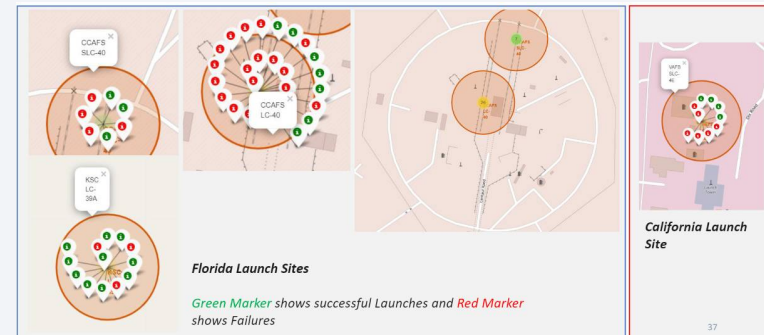 CCAFS
SLC-40
CCAFS
LC-40
KSC
LC-
39A
VAFB
SLC-
4E
Florida Launch Sites
Green Marker shows successful Launches and Red Marker
shows Failures
California Launch
Site
37